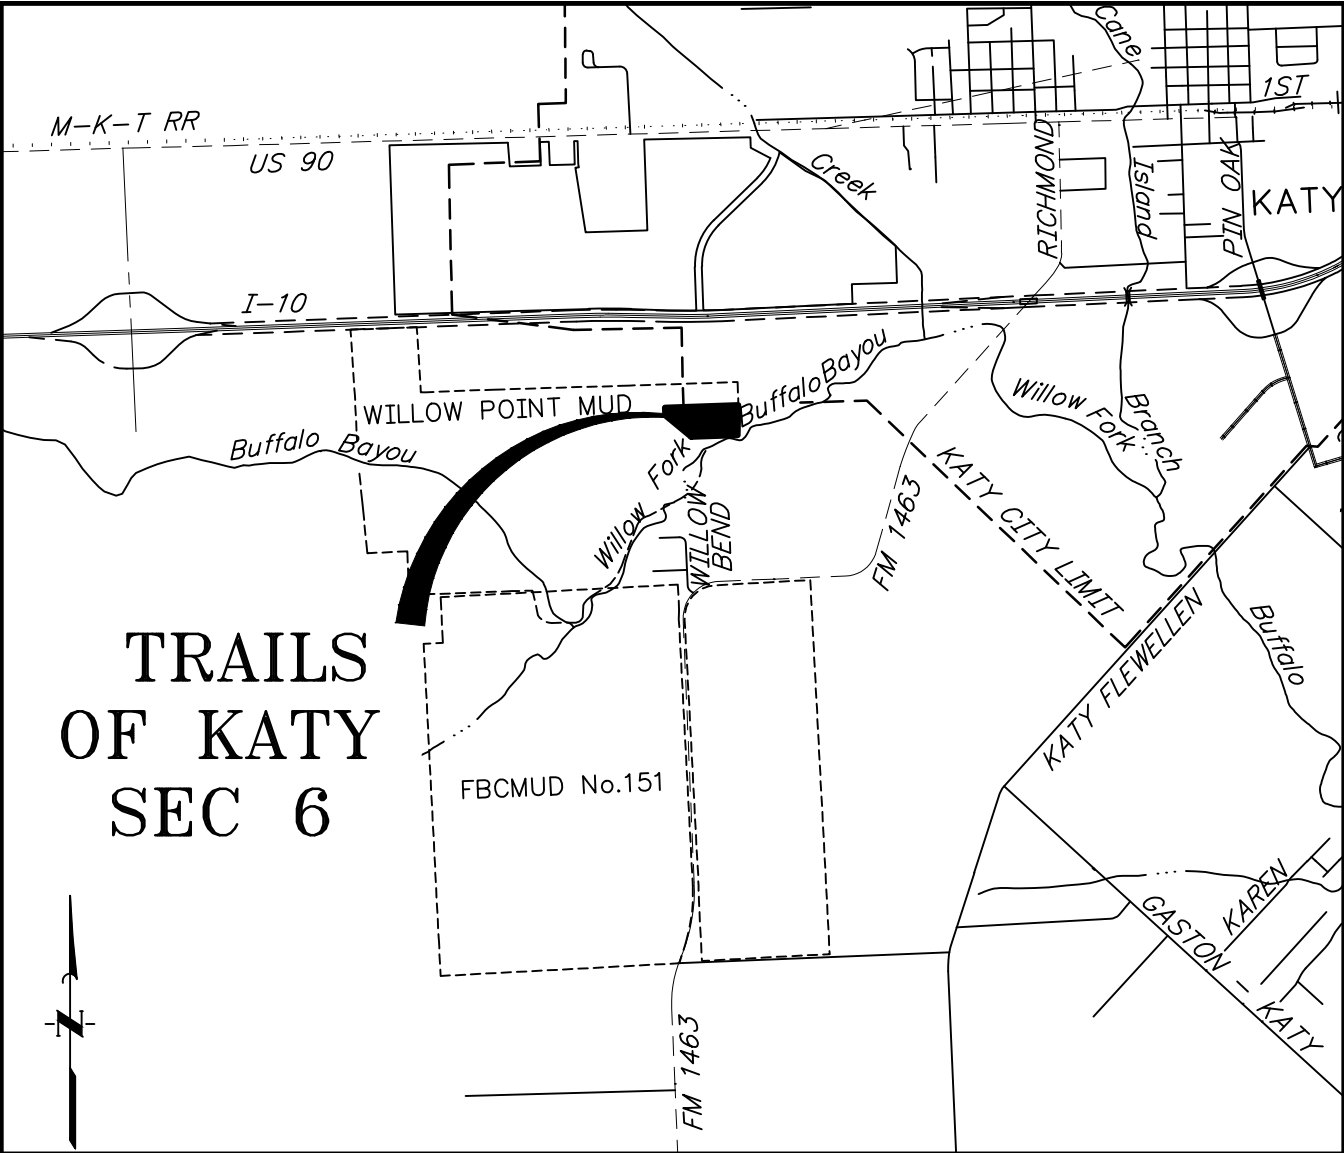 Cane
1ST
M-K-T RR
US 90
Creek
RICHMOND
Island
PIN OAK
KATY
I-10
Buffalo Bayou
WILLOW POINT MUD
Willow Fork
Branch
Buffalo Bayou
Willow Fork
WILLOW
BEND
FM 1463
KATY CITY LIMIT
KATY FLEWELLEN
Buffalo
TRAILS
OF KATY
SEC 6
FBCMUD No.151
KAREN
GASTON - KATY
N
FM 1463